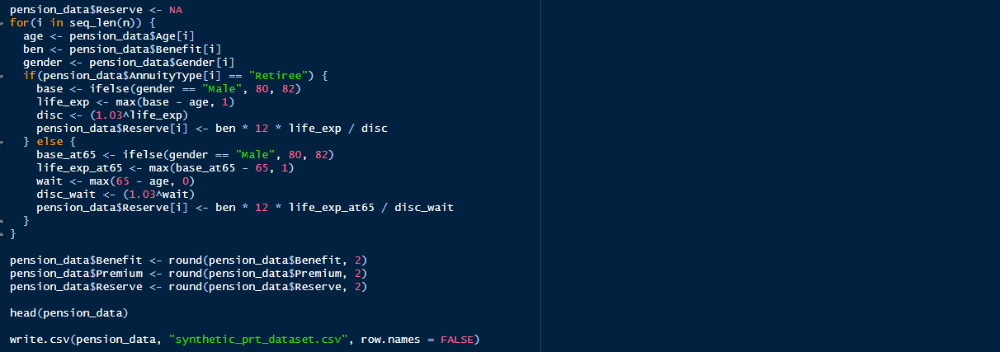 pension_data$Reserve <- NA
for(i in seq_len(n)) {
  age <- pension_data$Age[i]
  ben <- pension_data$Benefit[i]
  gender <- pension_data$Gender[i]
  if(pension_data$AnnuityType[i] == "Retiree") {
    base <- ifelse(gender == "Male", 80, 82)
    life_exp <- max(base - age, 1)
    disc <- (1.03^life_exp)
    pension_data$Reserve[i] <- ben * 12 * life_exp / disc
  } else {
    base_at65 <- ifelse(gender == "Male", 80, 82)
    life_exp_at65 <- max(base_at65 - 65, 1)
    wait <- max(65 - age, 0)
    disc_wait <- (1.03^wait)
    pension_data$Reserve[i] <- ben * 12 * life_exp_at65 / disc_wait
  }
}
pension_data$Benefit <- round(pension_data$Benefit, 2)
pension_data$Premium <- round(pension_data$Premium, 2)
pension_data$Reserve <- round(pension_data$Reserve, 2)
head(pension_data)
write.csv(pension_data, "synthetic_prt_dataset.csv", row.names = FALSE)